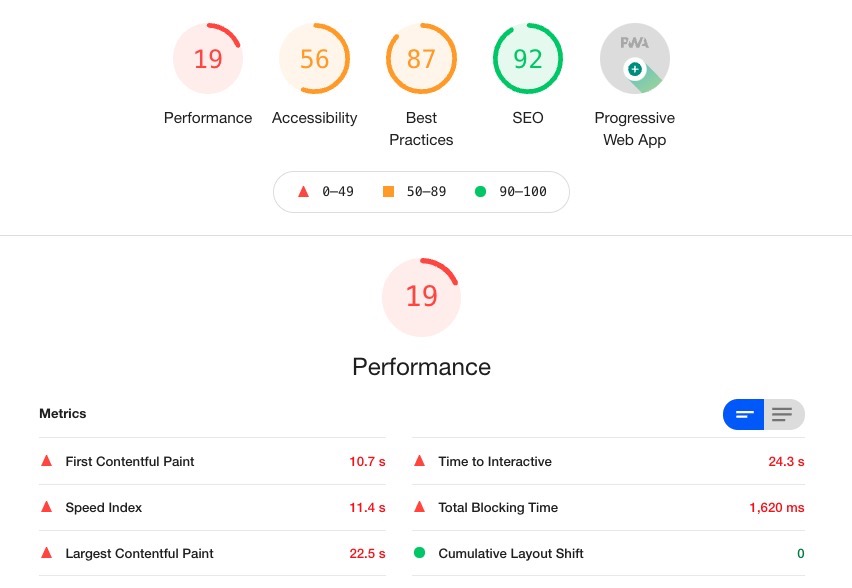 19
56
87
92
PWA
Performance
Accessibility
Best
Practices
SEO
Progressive
Web App
0–49
50–89
90–100
19
Performance
Metrics
First Contentful Paint 10.7 s
Time to Interactive 24.3 s
Speed Index 11.4 s
Total Blocking Time 1,620 ms
Largest Contentful Paint 22.5 s
Cumulative Layout Shift 0